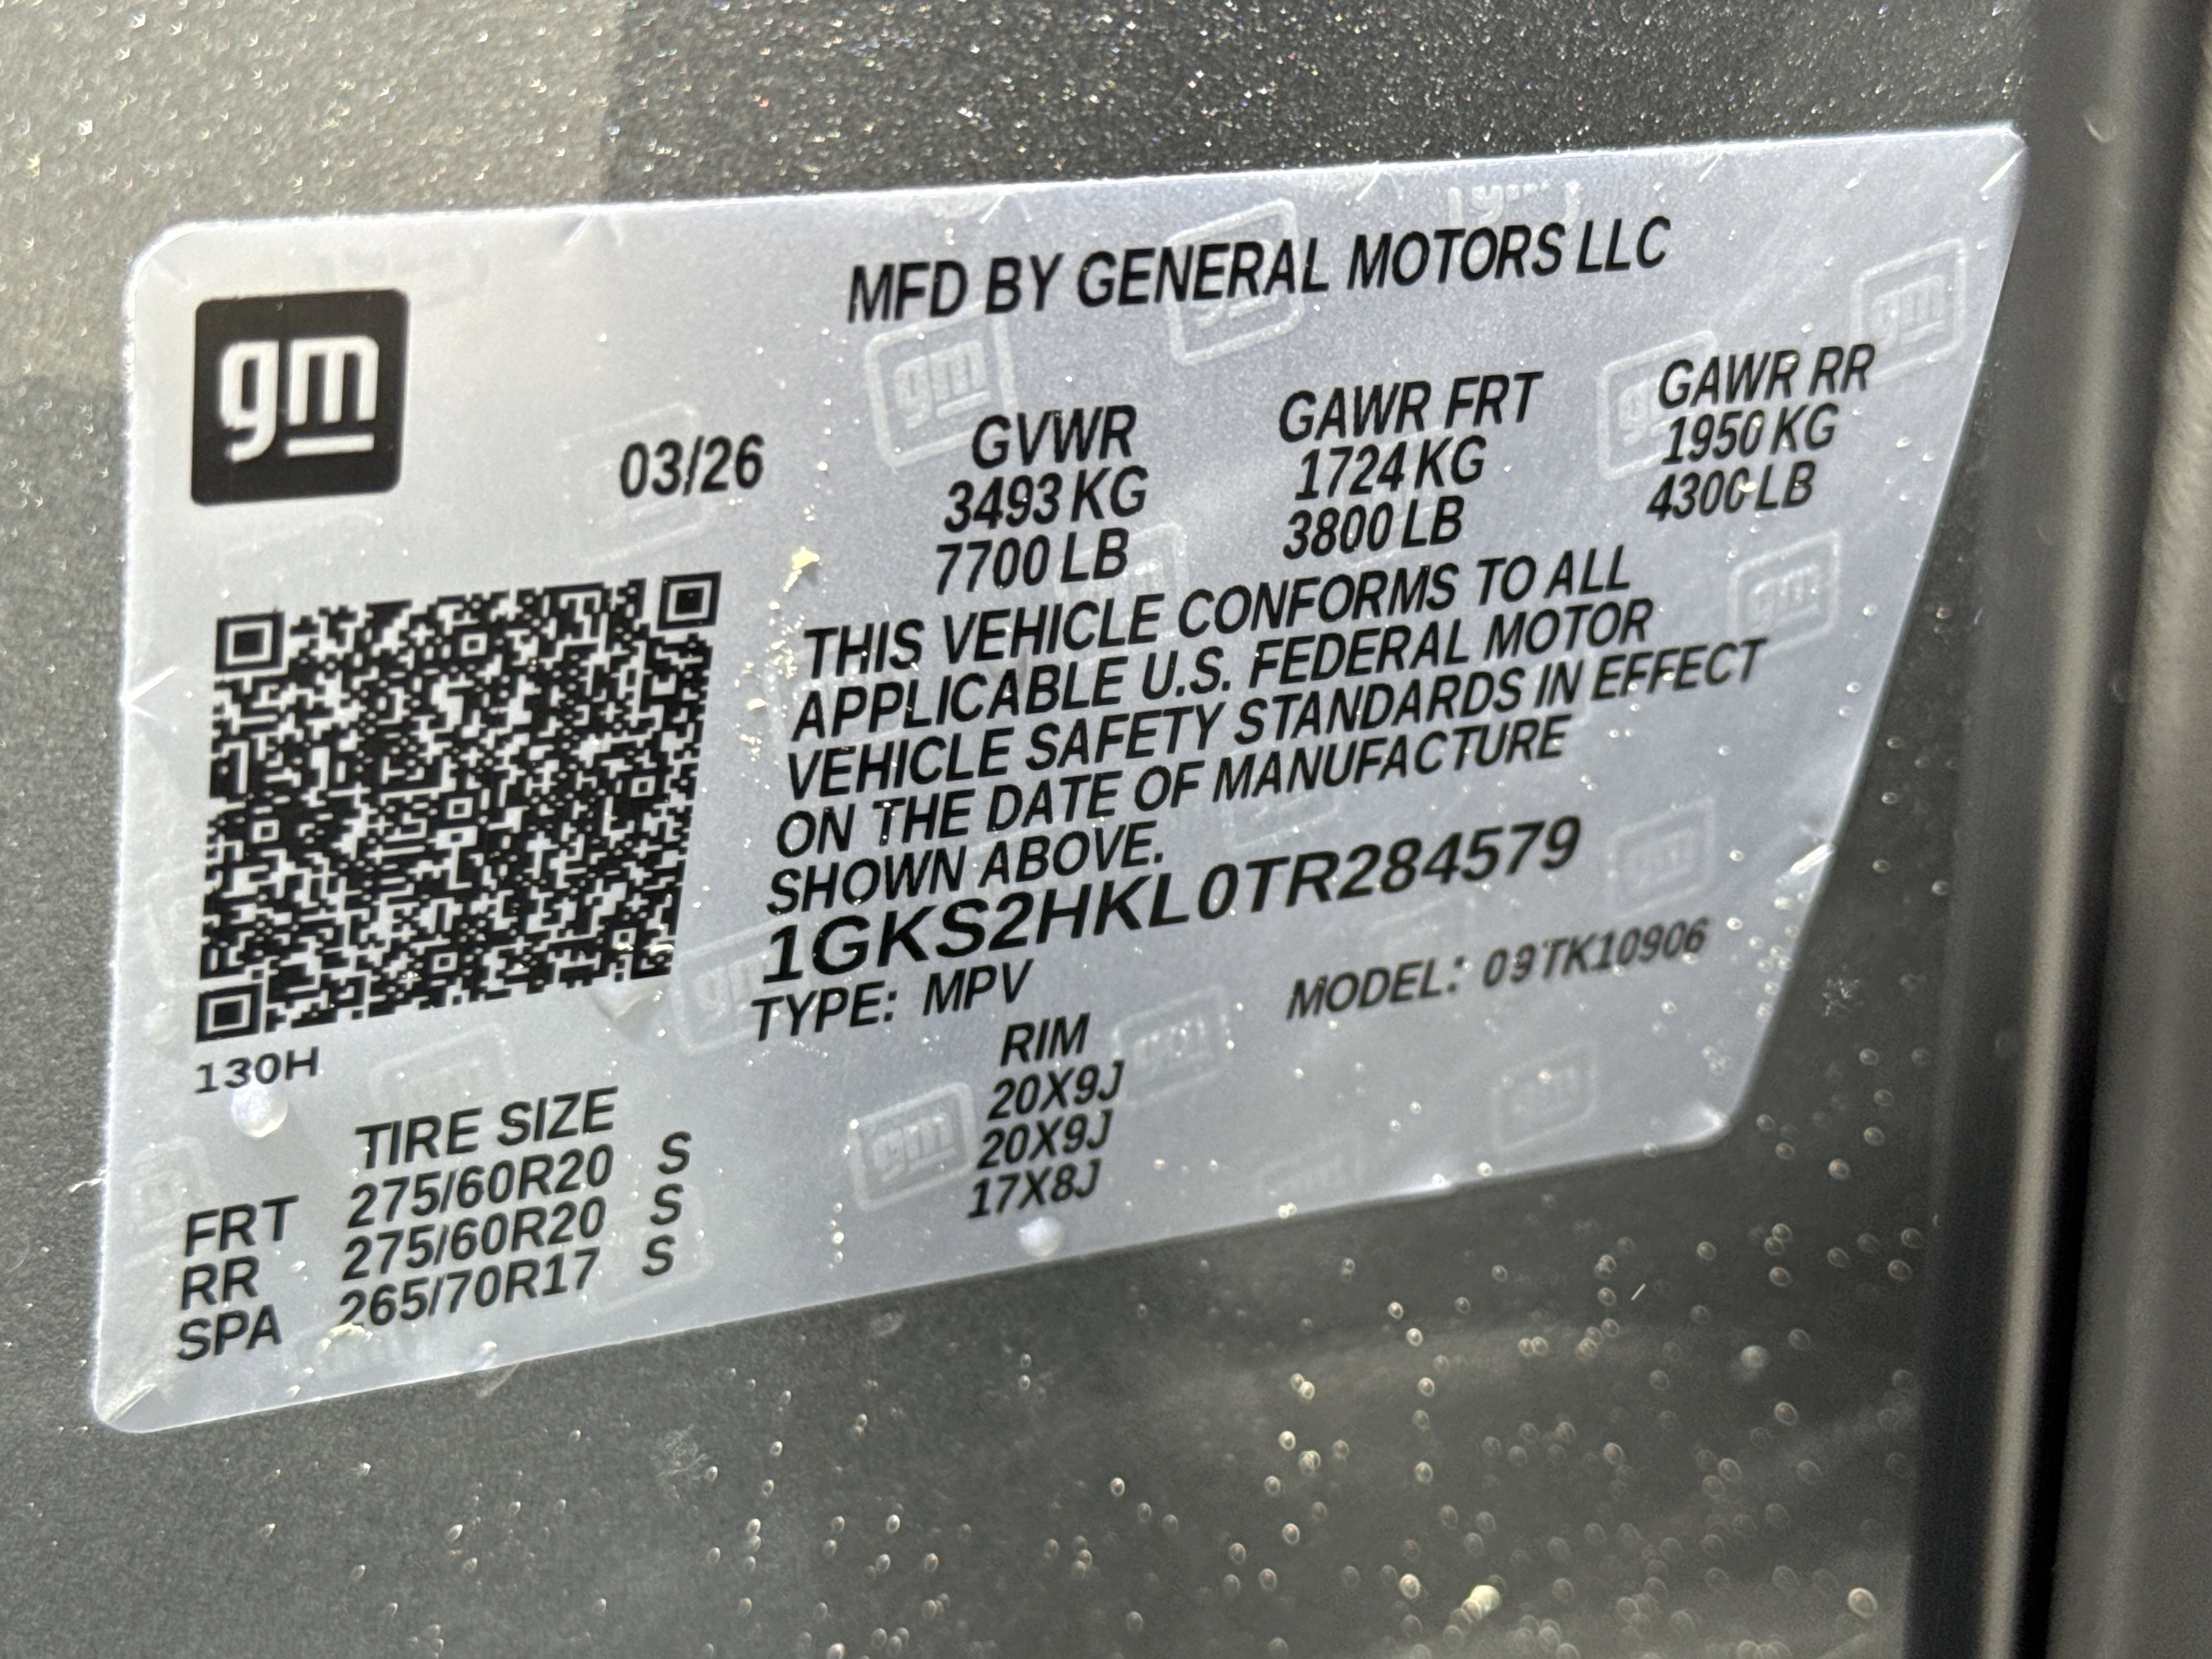 gm
MFD BY GENERAL MOTORS LLC
03/26
GVWR GAWR FRT GAWR RR
3493 KG 1724 KG 1950 KG
7700 LB 3800 LB 4300 LB
THIS VEHICLE CONFORMS TO ALL
APPLICABLE U.S. FEDERAL MOTOR
VEHICLE SAFETY STANDARDS IN EFFECT
ON THE DATE OF MANUFACTURE
SHOWN ABOVE.
1GKS2HKL0TR284579
TYPE: MPV MODEL:
130H
TIRE SIZE RIM
FRT 275/60R20 S 20X9J
RR 275/60R20 S 20X9J
SPA 265/70R17 S 17X8J